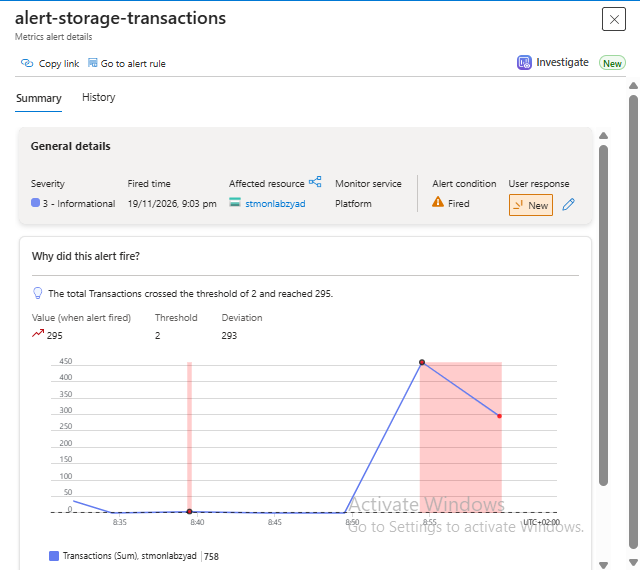 alert-storage-transactions
Metrics alert details
Copy link Go to alert rule Investigate New
Summary History
General details
Severity Fired time Affected resource Monitor service Alert condition User response
3 - Informational 19/11/2026, 9:03 pm stmonlabzyad Platform Fired New
Why did this alert fire?
The total Transactions crossed the threshold of 2 and reached 295.
Value (when alert fired) Threshold Deviation
295 2 293
450
400
350
300
250
200
150
100
50
0
8:35 8:40 8:45 8:50 8:55 UTC+02:00
Activate Windows
Go to Settings to activate Windows.
Transactions (Sum), stmonlabzyad | 758